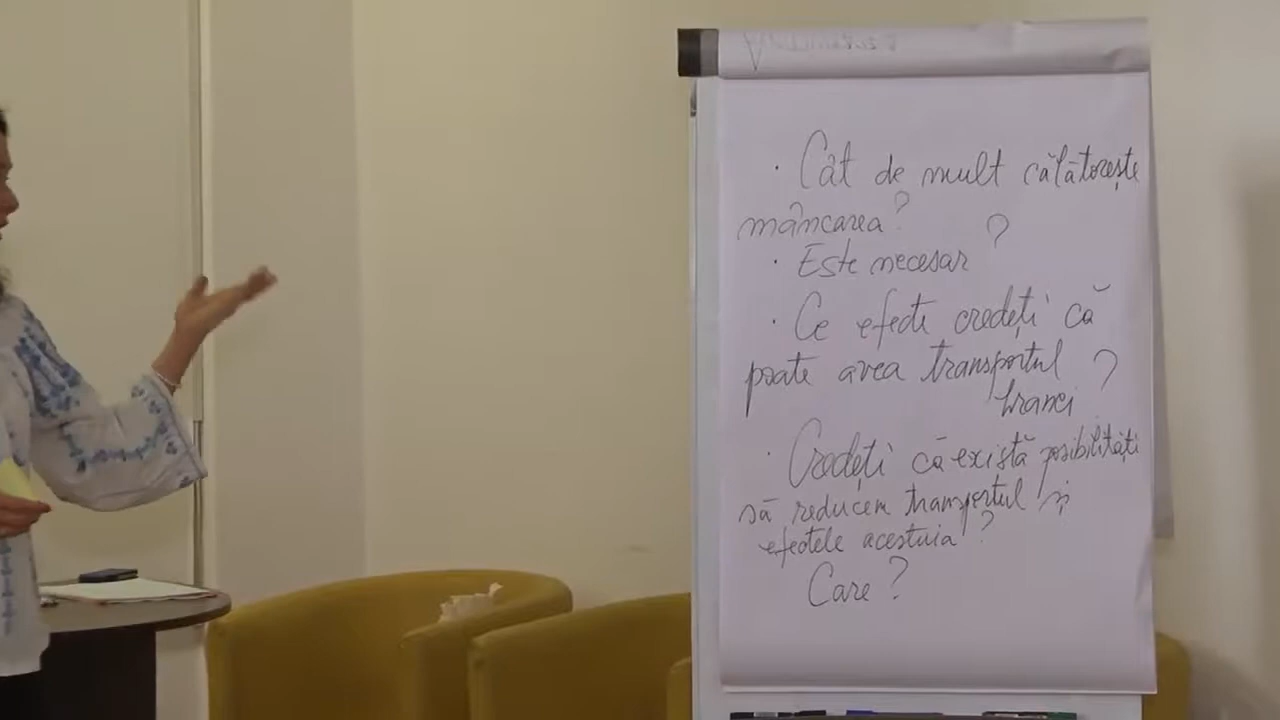 · Cât de mult călătorește
mâncarea?
· Este necesar?
· Ce efecte credeți că
poate avea transportul
hranei?
· Credeți că există posibilități
să reducem transportul și
efectele acestuia?
Care?